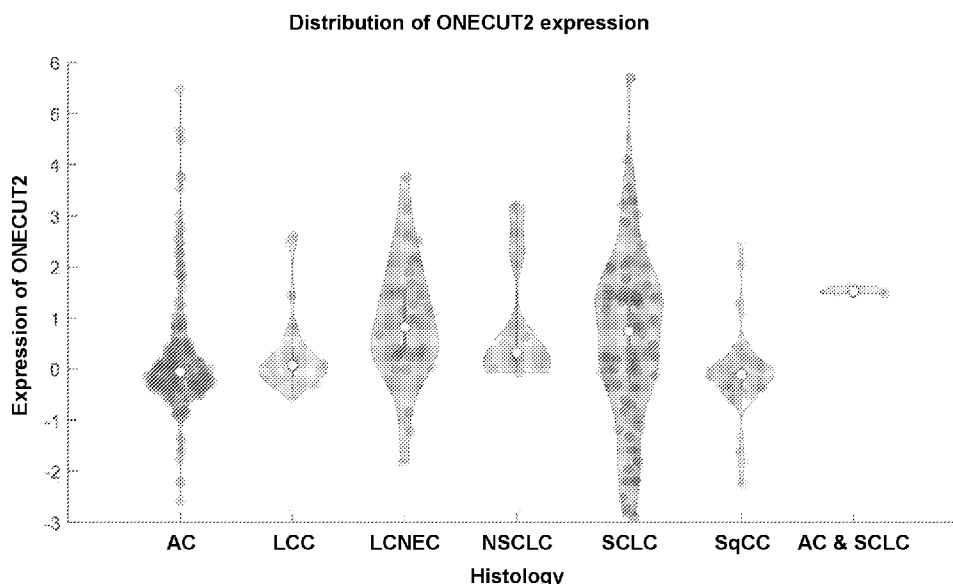 Distribution of ONECUT2 expression
Expression of ONECUT2
6
5
4
3
2
1
0
-1
-2
-3
AC LCC LCNEC NSCLC SCLC SqCC AC & SCLC
Histology